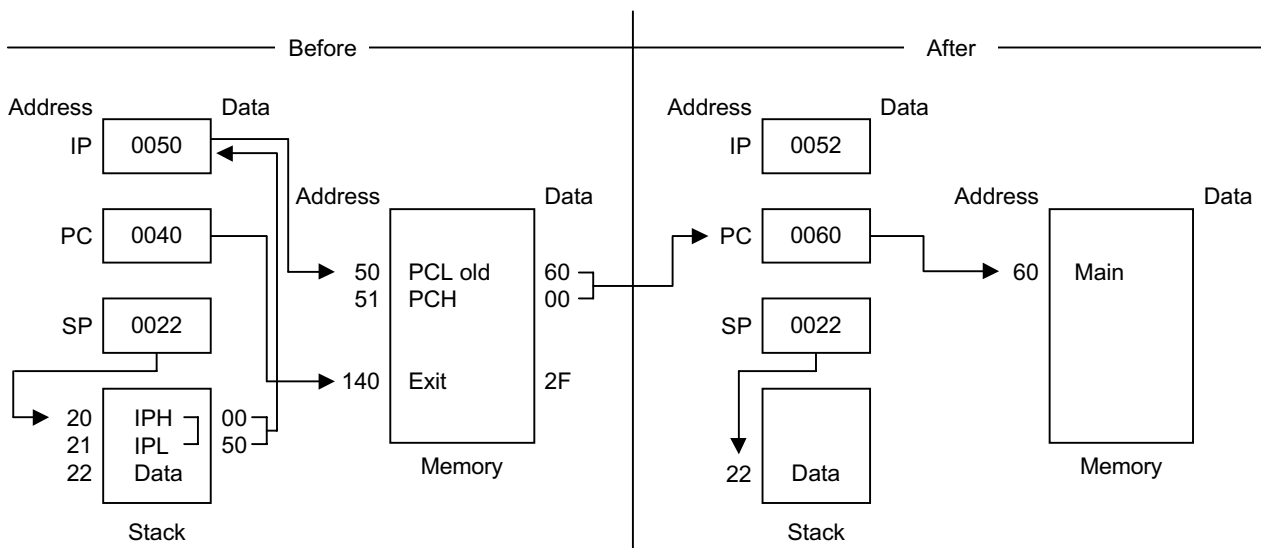 Before
Address Data
IP 0050
PC 0040
SP 0022
20 IPH 00
21 IPL 50
22 Data
Stack
Address Data
50 PCL old 60
51 PCH 00
140 Exit 2F
Memory
After
Address Data
IP 0052
PC 0060
SP 0022
22 Data
Stack
Address Data
60 Main
Memory